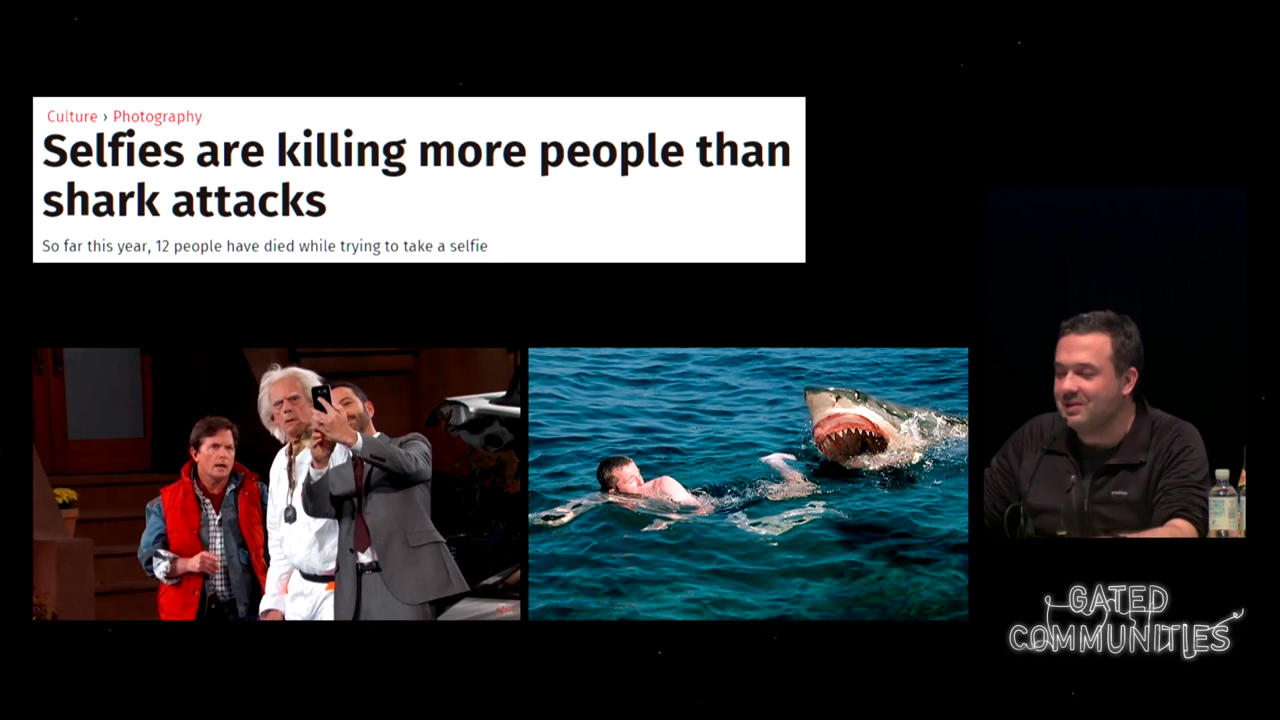 Culture › Photography
Selfies are killing more people than
shark attacks
So far this year, 12 people have died while trying to take a selfie
GATED
COMMUNITIES